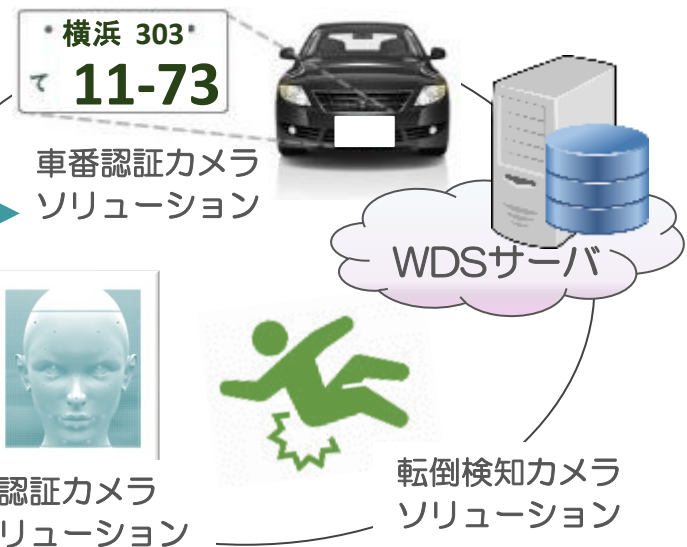 横浜 303
て 11-73
車番認証カメラ
ソリューション
WDSサーバ
認証カメラ
リューション
転倒検知カメラ
ソリューション